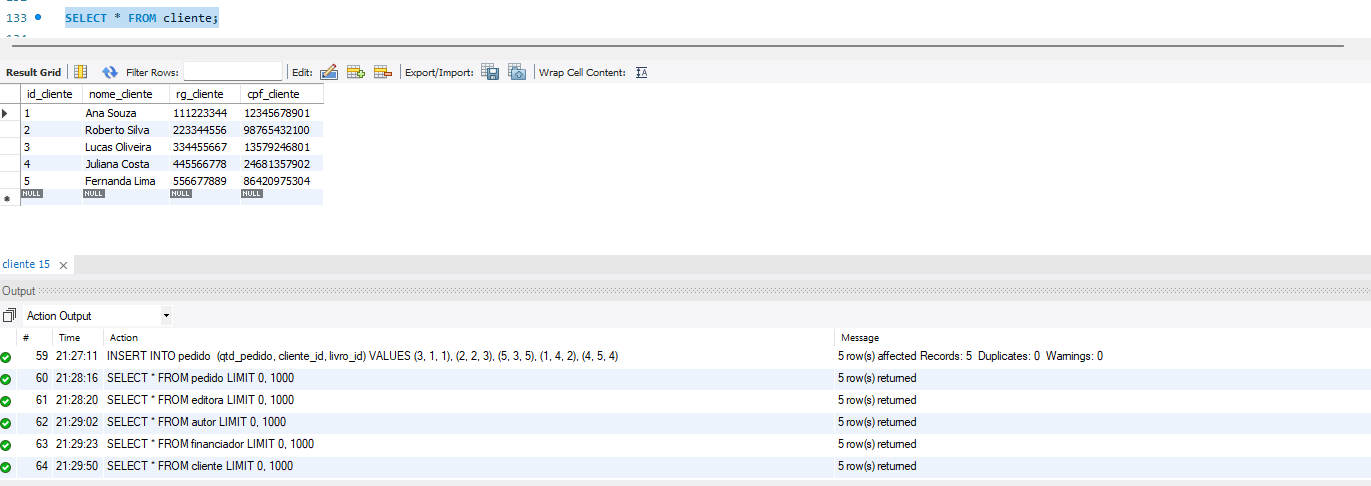 133 SELECT * FROM cliente;
Result Grid Filter Rows: Edit: Export/Import: Wrap Cell Content:
id_cliente nome_cliente rg_cliente cpf_cliente
1 Ana Souza 111223344 12345678901
2 Roberto Silva 223344556 98765432100
3 Lucas Oliveira 334455667 13579246801
4 Juliana Costa 445566778 24681357902
5 Fernanda Lima 556677889 86420975304
NULL NULL NULL NULL
cliente 15
Output
Action Output
# Time Action Message
59 21:27:11 INSERT INTO pedido (qtd_pedido, cliente_id, livro_id) VALUES (3, 1, 1), (2, 2, 3), (5, 3, 5), (1, 4, 2), (4, 5, 4) 5 row(s) affected Records: 5 Duplicates: 0 Warnings: 0
60 21:28:16 SELECT * FROM pedido LIMIT 0, 1000 5 row(s) returned
61 21:28:20 SELECT * FROM editora LIMIT 0, 1000 5 row(s) returned
62 21:29:02 SELECT * FROM autor LIMIT 0, 1000 5 row(s) returned
63 21:29:23 SELECT * FROM financiador LIMIT 0, 1000 5 row(s) returned
64 21:29:50 SELECT * FROM cliente LIMIT 0, 1000 5 row(s) returned